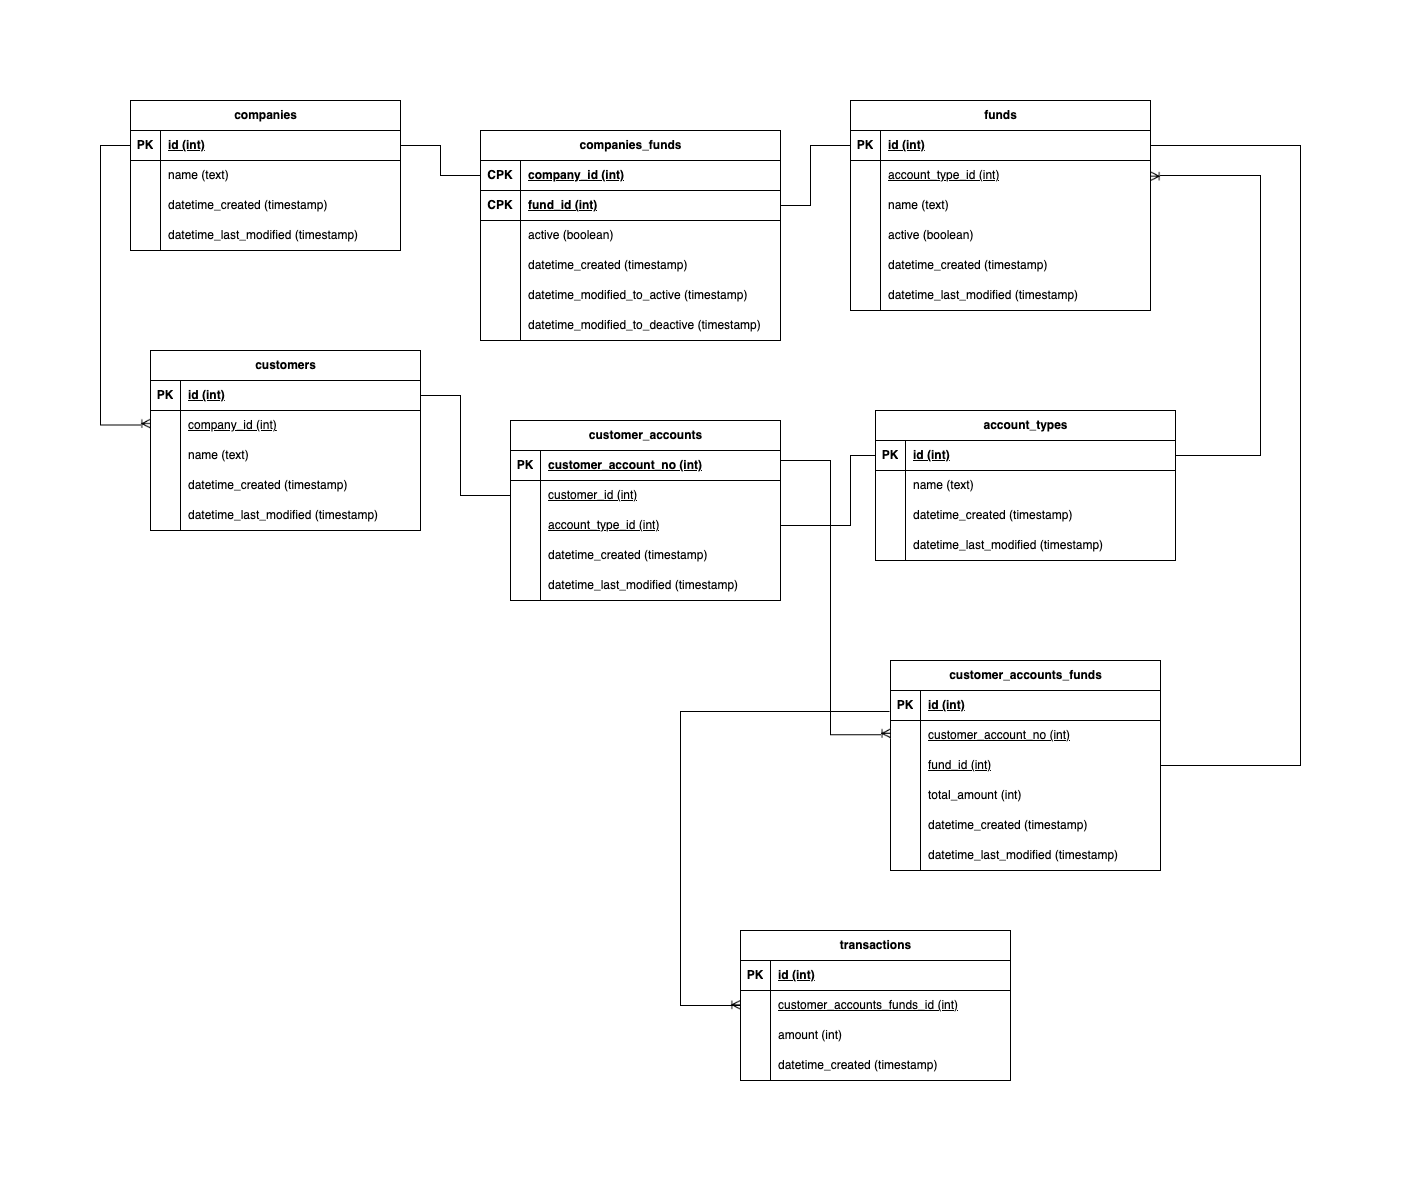 companies
PK id (int)
name (text)
datetime_created (timestamp)
datetime_last_modified (timestamp)
companies_funds
CPK company_id (int)
CPK fund_id (int)
active (boolean)
datetime_created (timestamp)
datetime_modified_to_active (timestamp)
datetime_modified_to_deactive (timestamp)
funds
PK id (int)
account_type_id (int)
name (text)
active (boolean)
datetime_created (timestamp)
datetime_last_modified (timestamp)
customers
PK id (int)
company_id (int)
name (text)
datetime_created (timestamp)
datetime_last_modified (timestamp)
customer_accounts
PK customer_account_no (int)
customer_id (int)
account_type_id (int)
datetime_created (timestamp)
datetime_last_modified (timestamp)
account_types
PK id (int)
name (text)
datetime_created (timestamp)
datetime_last_modified (timestamp)
customer_accounts_funds
PK id (int)
customer_account_no (int)
fund_id (int)
total_amount (int)
datetime_created (timestamp)
datetime_last_modified (timestamp)
transactions
PK id (int)
customer_accounts_funds_id (int)
amount (int)
datetime_created (timestamp)